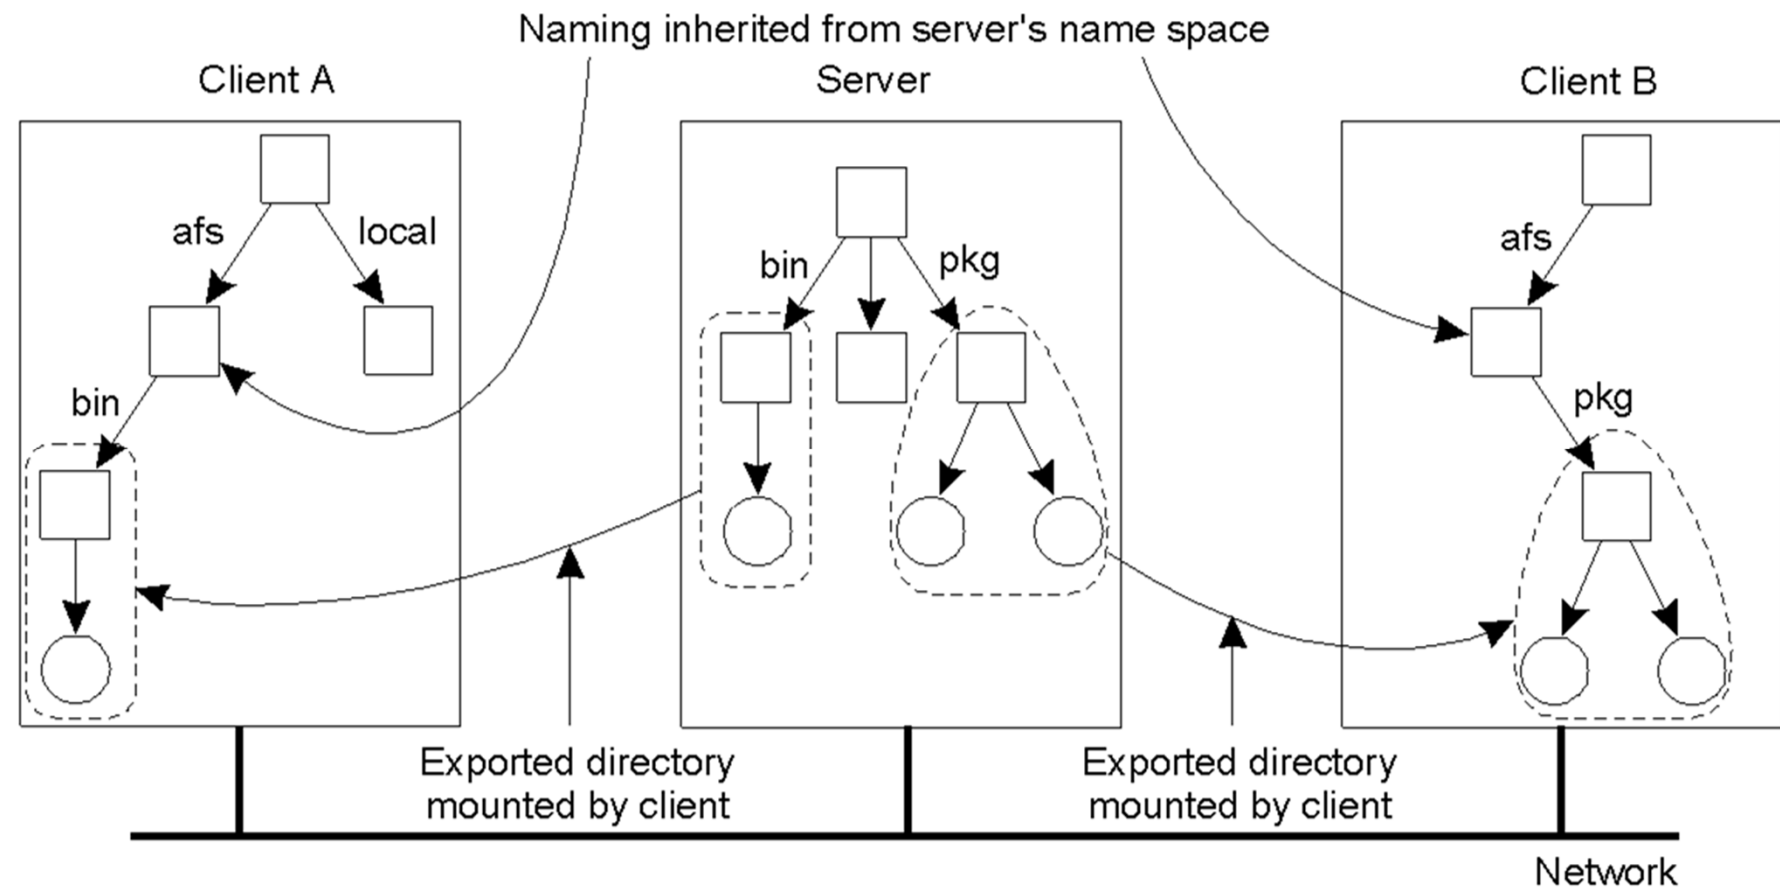 Naming inherited from server's name space
Client A
Server
Client B
afs
local
bin
bin
pkg
afs
pkg
Exported directory
mounted by client
Exported directory
mounted by client
Network